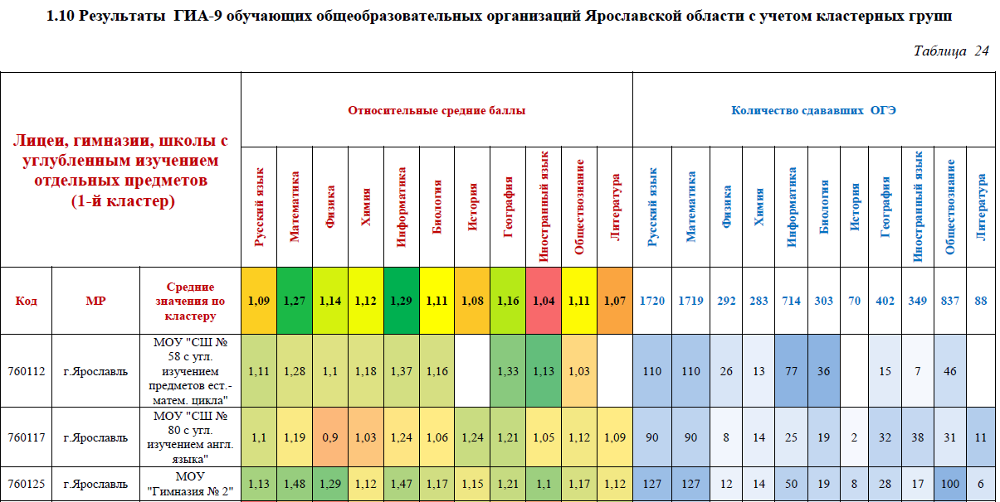 1.10 Результаты ГИА-9 обучающих общеобразовательных организаций Ярославской области с учетом кластерных групп
Таблица 24
Лицеи, гимназии, школы с
углубленным изучением
отдельных предметов
(1-й кластер)
Относительные средние баллы
Количество сдававших ОГЭ
Русский язык
Математика
Физика
Химия
Информатика
Биология
История
География
Иностранный язык
Обществознание
Литература
Русский язык
Математика
Физика
Химия
Информатика
Биология
История
География
Иностранный язык
Обществознание
Литература
Код МР
Средние
значения по
кластеру
1,09 1,27 1,14 1,12 1,29 1,11 1,08 1,16 1,04 1,11 1,07 1720 1719 292 283 714 303 70 402 349 837 88
760112 г.Ярославль
МОУ "СШ №
58 с угл.
изучением
предметов ест.-
матем. цикла"
1,11 1,28 1,1 1,18 1,37 1,16 1,33 1,13 1,03 110 110 26 13 77 36 15 7 46
760117 г.Ярославль
МОУ "СШ №
80 с угл.
изучением англ.
языка"
1,1 1,19 0,9 1,03 1,24 1,06 1,24 1,21 1,05 1,12 1,09 90 90 8 14 25 19 2 32 38 31 11
760125 г.Ярославль
МОУ
"Гимназия № 2"
1,13 1,48 1,29 1,12 1,47 1,17 1,15 1,21 1,1 1,17 1,12 127 127 12 14 50 19 8 28 17 100 6